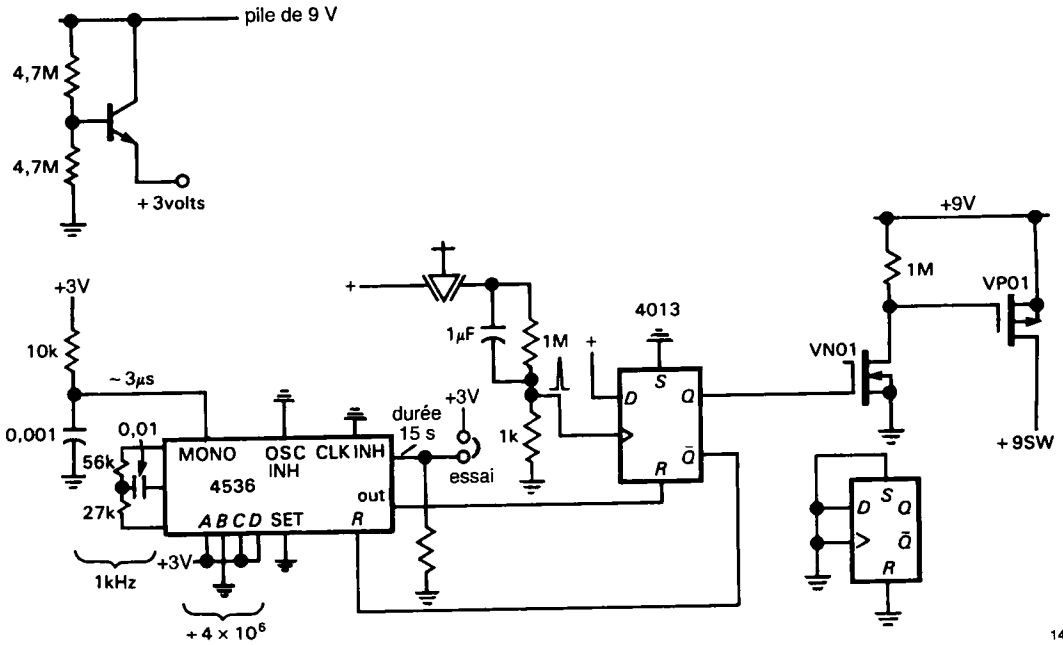 pile de 9 V
4,7M
4,7M
+ 3volts
+3V
10k
~ 3µs
0,001
0,01
56k
27k
1kHz
MONO
OSC
INH
CLK INH
4536
out
A B C D
SET
R
+3V
+ 4 × 10⁶
durée
15 s
+3V
essai
+
1µF
1M
1k
+
4013
S
D
Q
Q̄
R
+9V
1M
VP01
VN01
+ 9SW
S
D
Q
Q̄
R
14